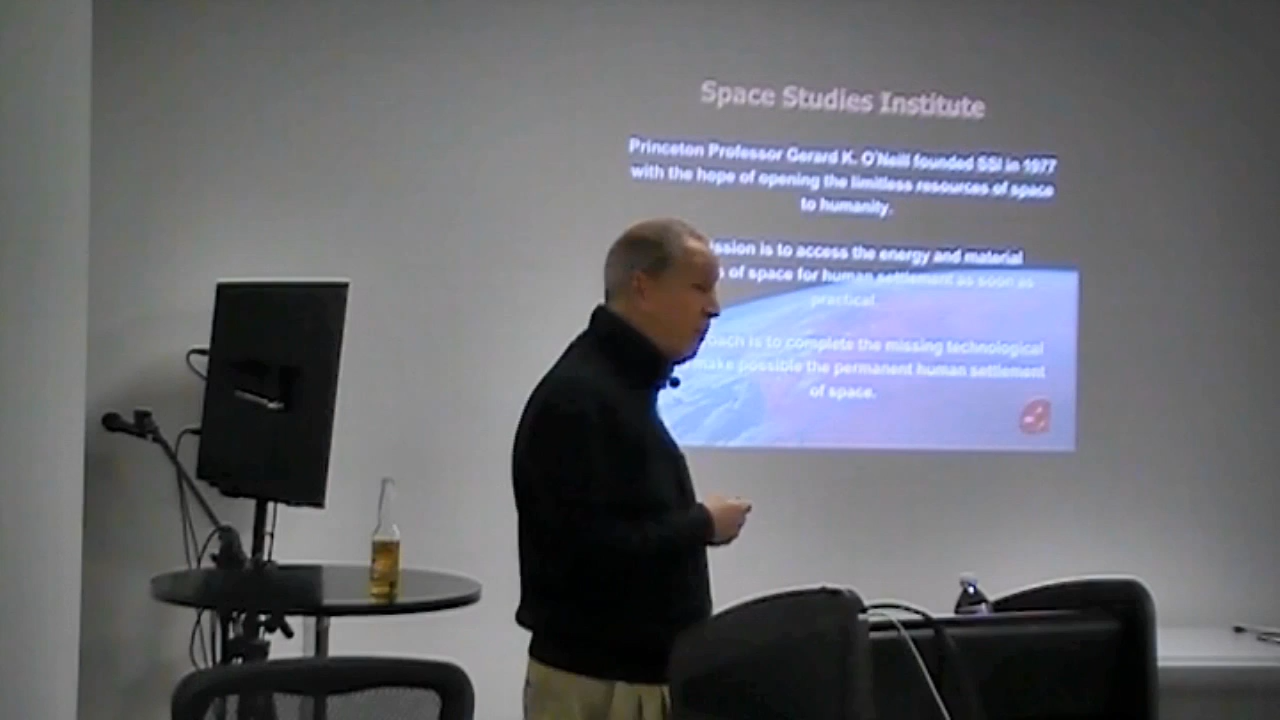 Space Studies Institute
Princeton Professor Gerard K. O'Neill founded SSI in 1977
with the hope of opening the limitless resources of space
to humanity.
ission is to access the energy and material
s of space for human settlement as soon as
practical.
oach is to complete the missing technological
make possible the permanent human settlement
of space.